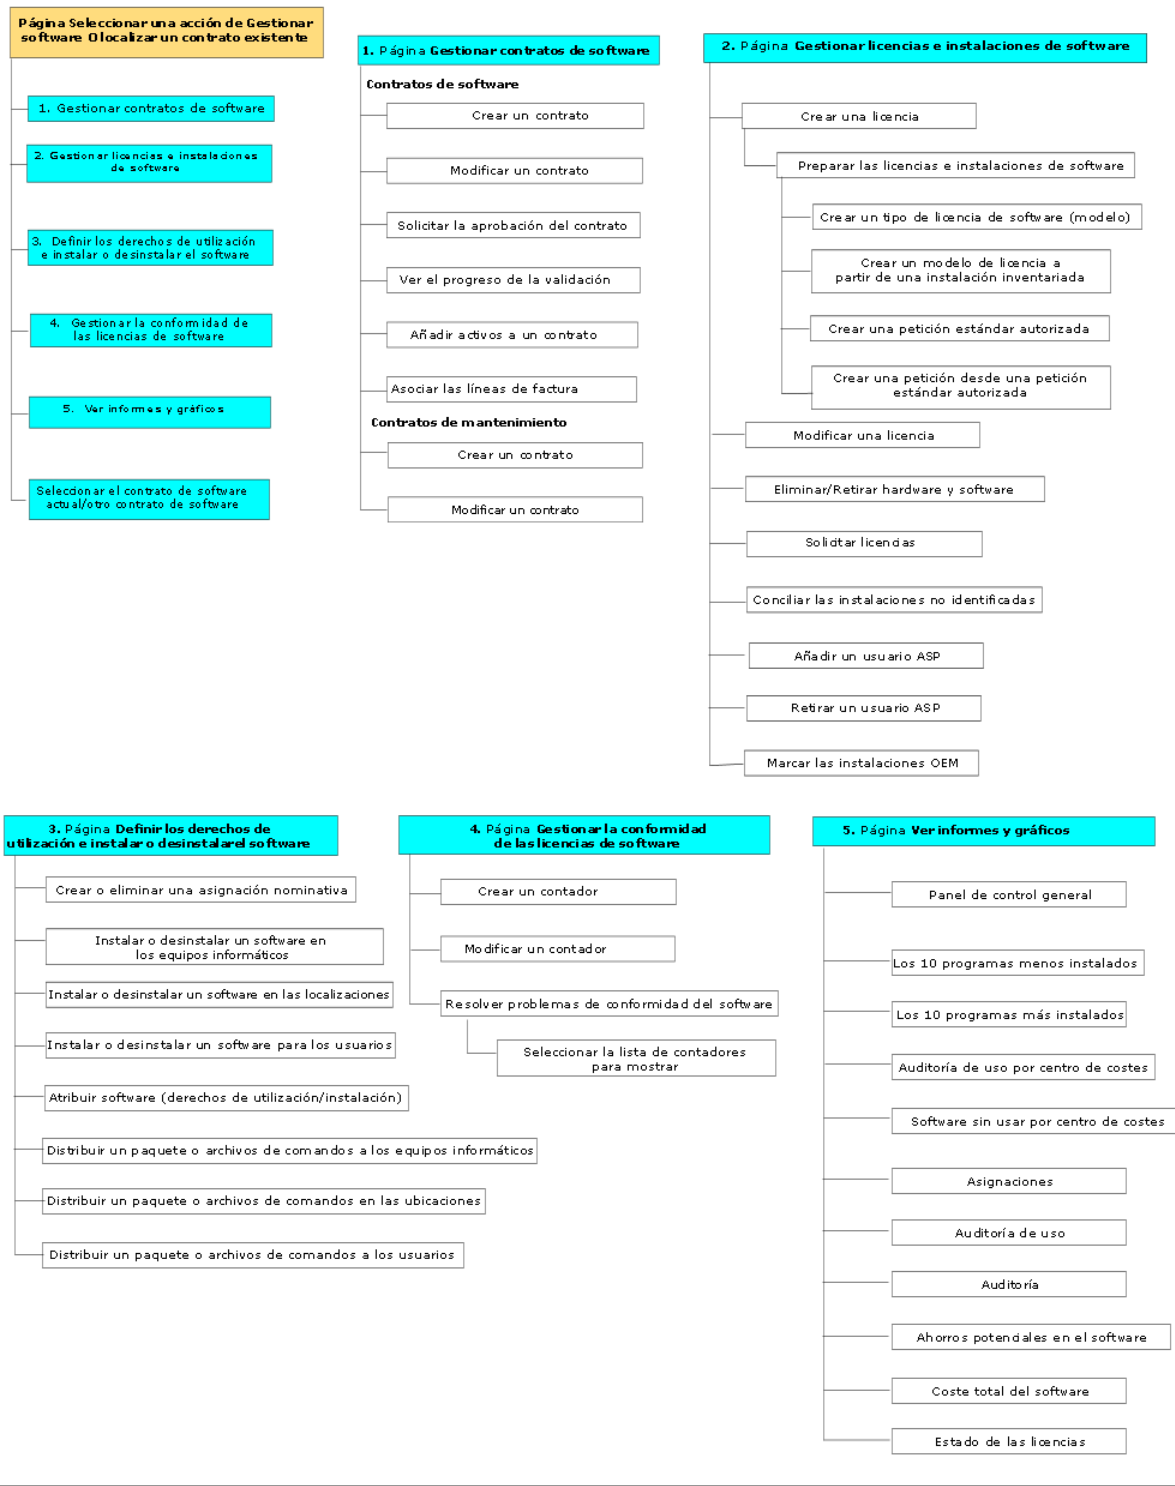 Página Seleccionar una acción de Gestionar
software O localizar un contrato existente
1. Gestionar contratos de software
2. Gestionar licencias e instalaciones
de software
3. Definir los derechos de utilización
e instalar o desinstalar el software
4. Gestionar la conformidad de
las licencias de software
5. Ver informes y gráficos
Seleccionar el contrato de software
actual/otro contrato de software
1. Página Gestionar contratos de software
Contratos de software
Crear un contrato
Modificar un contrato
Solicitar la aprobación del contrato
Ver el progreso de la validación
Añadir activos a un contrato
Asociar las líneas de factura
Contratos de mantenimiento
Crear un contrato
Modificar un contrato
2. Página Gestionar licencias e instalaciones de software
Crear una licencia
Preparar las licencias e instalaciones de software
Crear un tipo de licencia de software (modelo)
Crear un modelo de licencia a
partir de una instalación inventariada
Crear una petición estándar autorizada
Crear una petición desde una petición
estándar autorizada
Modificar una licencia
Eliminar/Retirar hardware y software
Solicitar licencias
Conciliar las instalaciones no identificadas
Añadir un usuario ASP
Retirar un usuario ASP
Marcar las instalaciones OEM
3. Página Definir los derechos de
utilización e instalar o desinstalar el software
Crear o eliminar una asignación nominativa
Instalar o desinstalar un software en
los equipos informáticos
Instalar o desinstalar un software en las localizaciones
Instalar o desinstalar un software para los usuarios
Atribuir software (derechos de utilización/instalación)
Distribuir un paquete o archivos de comandos a los equipos informáticos
Distribuir un paquete o archivos de comandos en las ubicaciones
Distribuir un paquete o archivos de comandos a los usuarios
4. Página Gestionar la conformidad
de las licencias de software
Crear un contador
Modificar un contador
Resolver problemas de conformidad del software
Seleccionar la lista de contadores
para mostrar
5. Página Ver informes y gráficos
Panel de control general
Los 10 programas menos instalados
Los 10 programas más instalados
Auditoría de uso por centro de costes
Software sin usar por centro de costes
Asignaciones
Auditoría de uso
Auditoría
Ahorros potenciales en el software
Coste total del software
Estado de las licencias